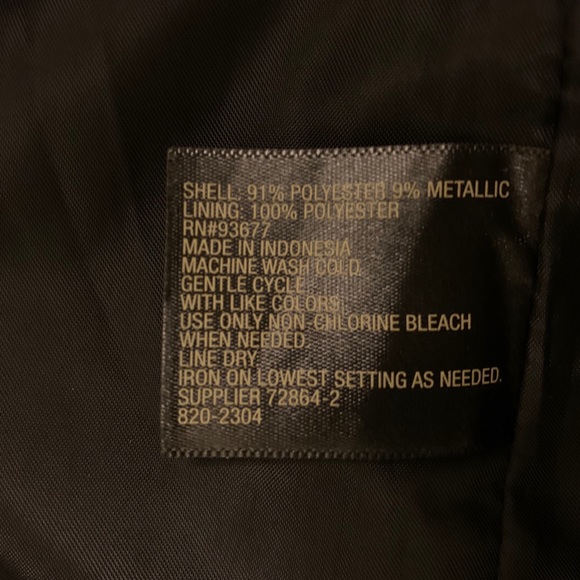 SHELL: 91% POLYESTER 9% METALLIC
LINING: 100% POLYESTER
RN#93677
MADE IN INDONESIA
MACHINE WASH COLD
GENTLE CYCLE
WITH LIKE COLORS
USE ONLY NON-CHLORINE BLEACH
WHEN NEEDED
LINE DRY
IRON ON LOWEST SETTING AS NEEDED.
SUPPLIER 72864-2
820-2304